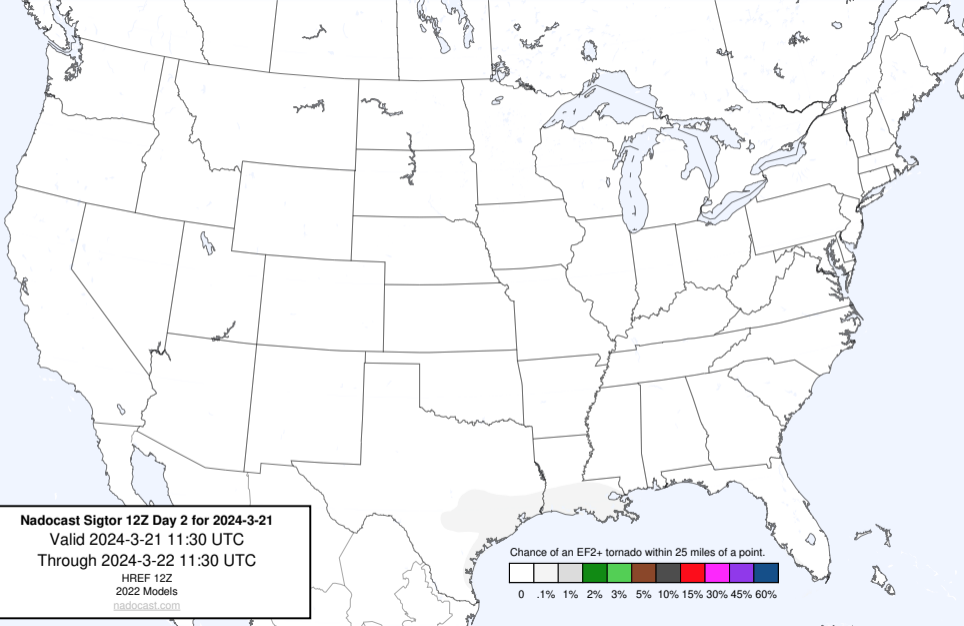 Nadocast Sigtor 12Z Day 2 for 2024-3-21
Valid 2024-3-21 11:30 UTC
Through 2024-3-22 11:30 UTC
HREF 12Z
2022 Models
nadocast.com
Chance of an EF2+ tornado within 25 miles of a point.
0 .1% 1% 2% 3% 5% 10% 15% 30% 45% 60%